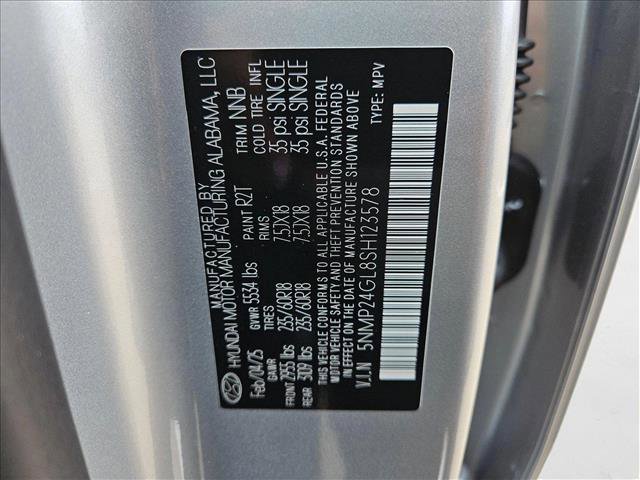 MANUFACTURED BY
HYUNDAI MOTOR MANUFACTURING ALABAMA, LLC
Feb/04/25 GVWR 5534 lbs PAINT R2T TRIM NNB
GAWR TIRES RIMS COLD TIRE INFL
FRONT 2955 lbs 235/60R18 7.5JX18 35 psi SINGLE
REAR 3109 lbs 235/60R18 7.5JX18 35 psi SINGLE
THIS VEHICLE CONFORMS TO ALL APPLICABLE U.S.A. FEDERAL
MOTOR VEHICLE SAFETY AND THEFT PREVENTION STANDARDS
IN EFFECT ON THE DATE OF MANUFACTURE SHOWN ABOVE
V.I.N 5NMP24GL8SH123578 TYPE: MPV